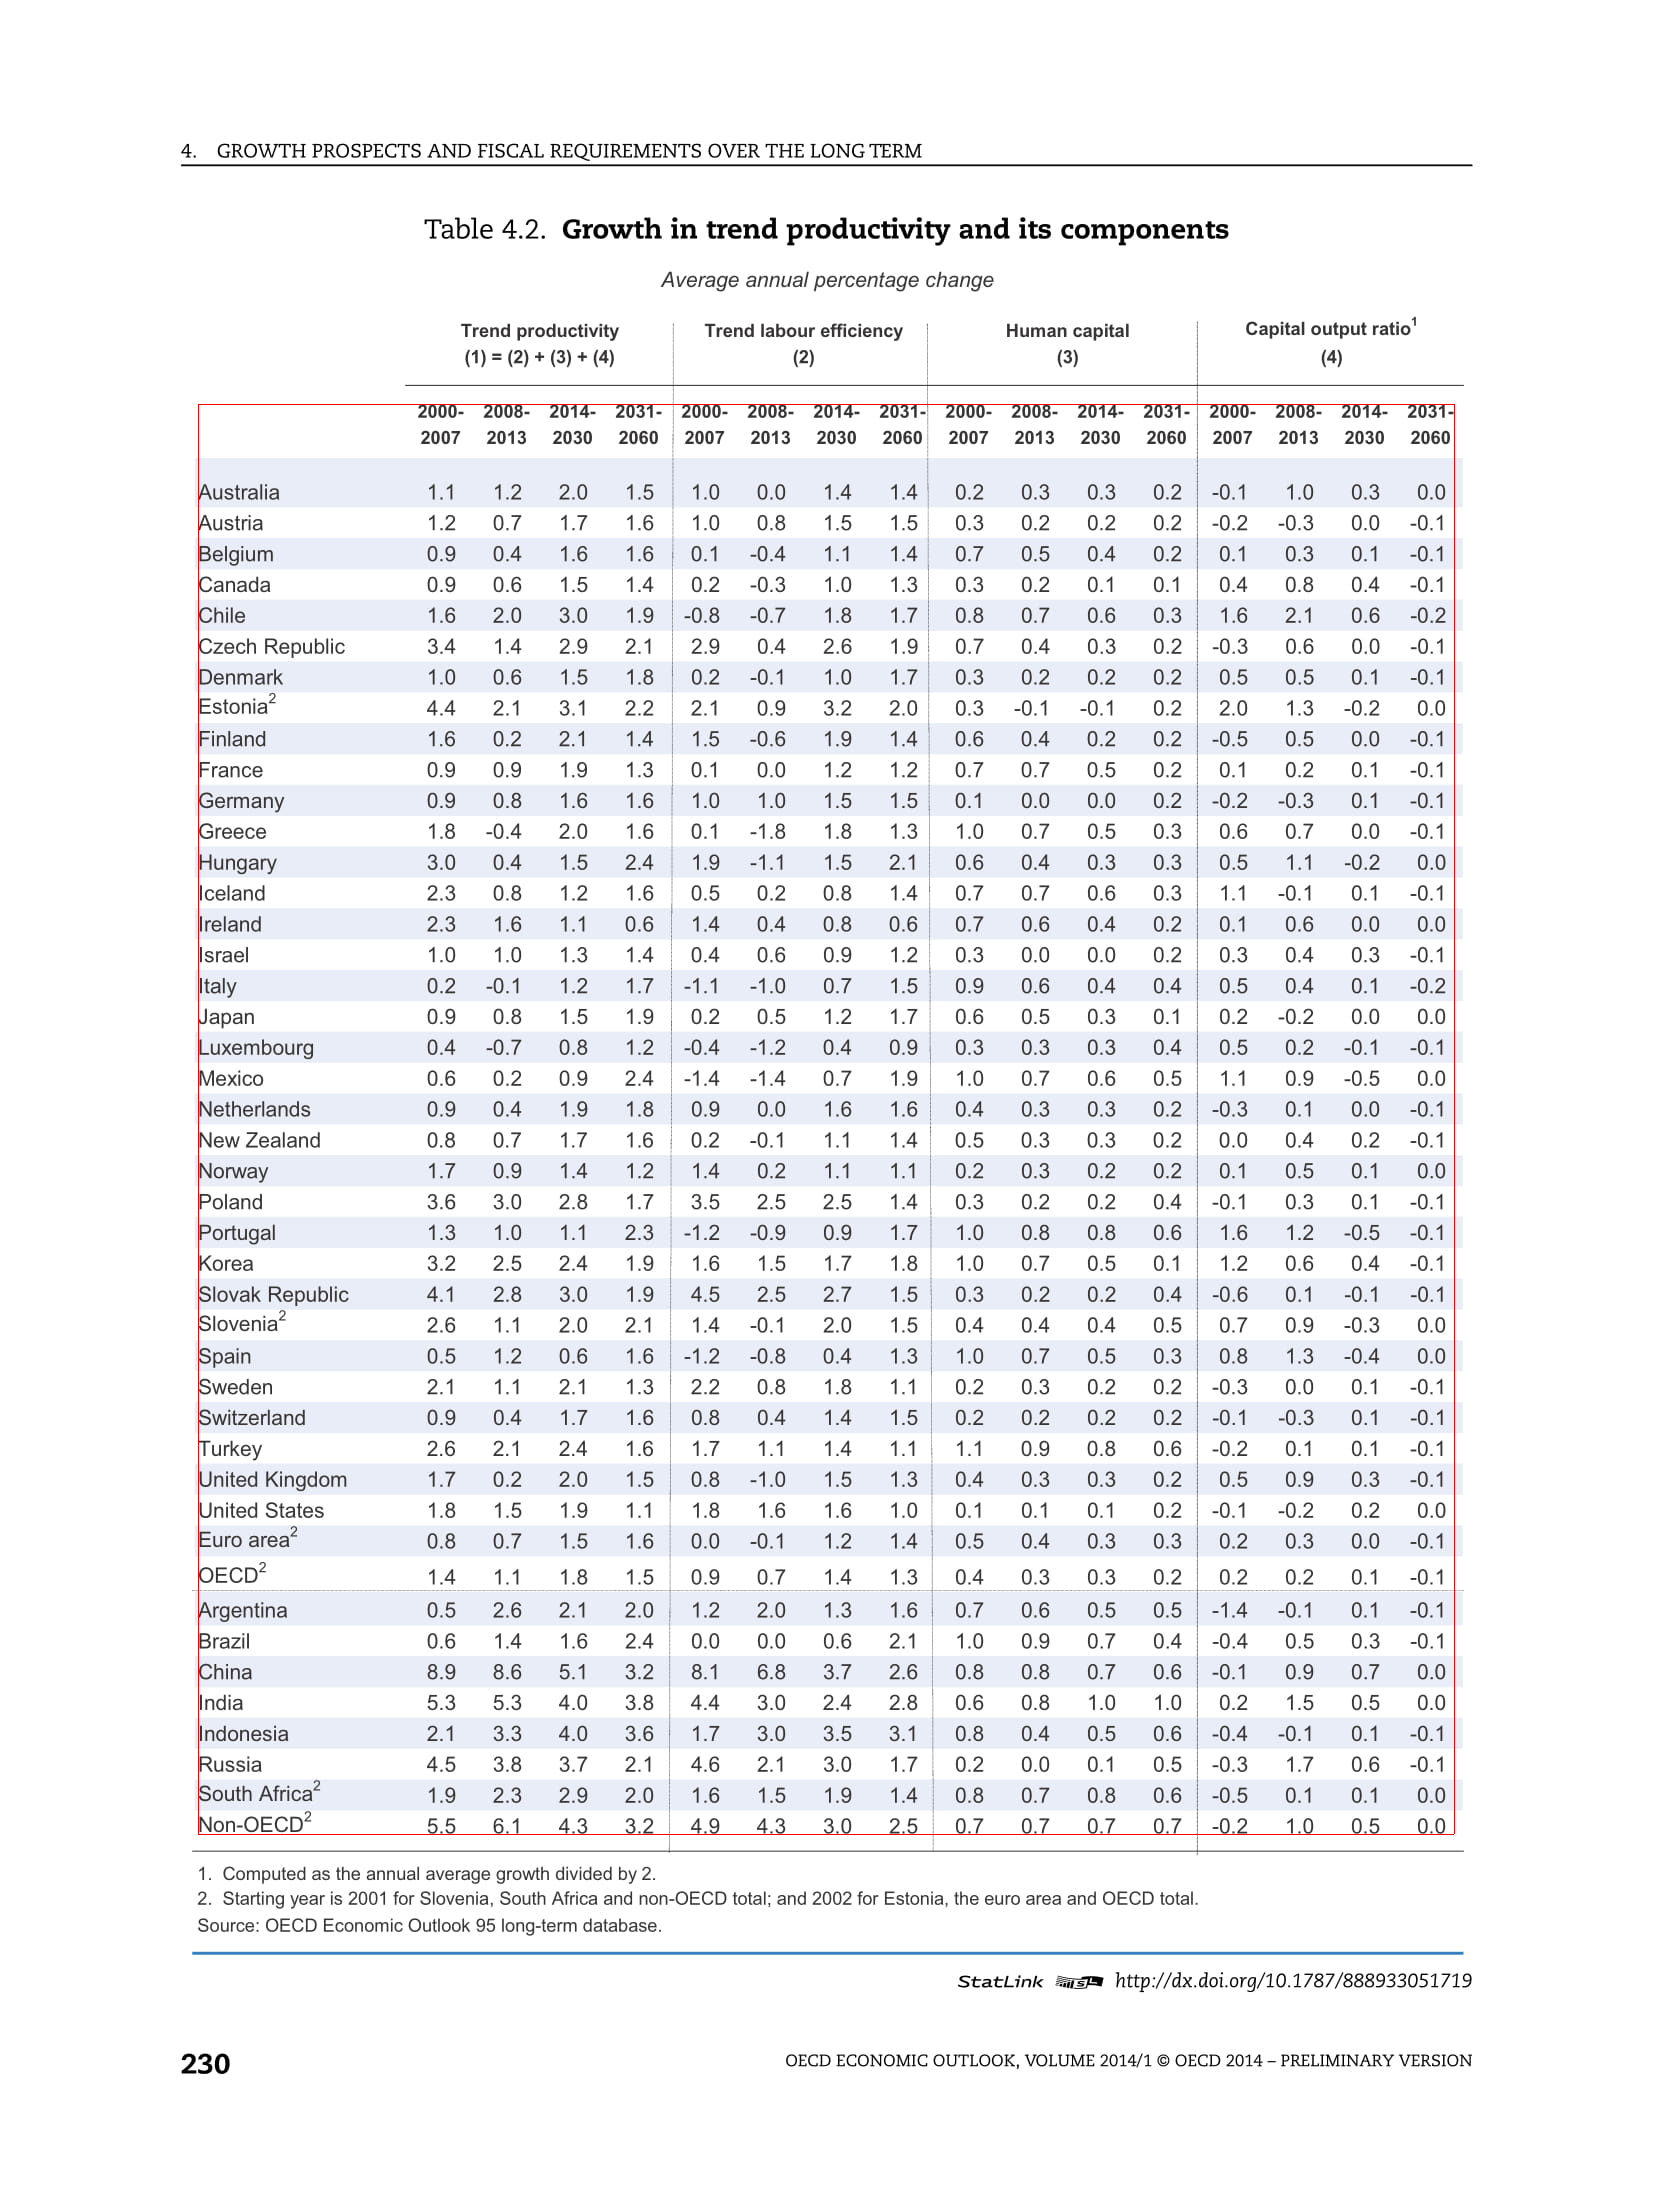 4. GROWTH PROSPECTS AND FISCAL REQUIREMENTS OVER THE LONG TERM
Table 4.2. Growth in trend productivity and its components
Average annual percentage change
Trend productivity Trend labour efficiency Human capital Capital output ratio1
(1) = (2) + (3) + (4) (2) (3) (4)
2000- 2008- 2014- 2031- 2000- 2008- 2014- 2031- 2000- 2008- 2014- 2031- 2000- 2008- 2014- 2031-
2007 2013 2030 2060 2007 2013 2030 2060 2007 2013 2030 2060 2007 2013 2030 2060
Australia 1.1 1.2 2.0 1.5 1.0 0.0 1.4 1.4 0.2 0.3 0.3 0.2 -0.1 1.0 0.3 0.0
Austria 1.2 0.7 1.7 1.6 1.0 0.8 1.5 1.5 0.3 0.2 0.2 0.2 -0.2 -0.3 0.0 -0.1
Belgium 0.9 0.4 1.6 1.6 0.1 -0.4 1.1 1.4 0.7 0.5 0.4 0.2 0.1 0.3 0.1 -0.1
Canada 0.9 0.6 1.5 1.4 0.2 -0.3 1.0 1.3 0.3 0.2 0.1 0.1 0.4 0.8 0.4 -0.1
Chile 1.6 2.0 3.0 1.9 -0.8 -0.7 1.8 1.7 0.8 0.7 0.6 0.3 1.6 2.1 0.6 -0.2
Czech Republic 3.4 1.4 2.9 2.1 2.9 0.4 2.6 1.9 0.7 0.4 0.3 0.2 -0.3 0.6 0.0 -0.1
Denmark 1.0 0.6 1.5 1.8 0.2 -0.1 1.0 1.7 0.3 0.2 0.2 0.2 0.5 0.5 0.1 -0.1
Estonia2 4.4 2.1 3.1 2.2 2.1 0.9 3.2 2.0 0.3 -0.1 -0.1 0.2 2.0 1.3 -0.2 0.0
Finland 1.6 0.2 2.1 1.4 1.5 -0.6 1.9 1.4 0.6 0.4 0.2 0.2 -0.5 0.5 0.0 -0.1
France 0.9 0.9 1.9 1.3 0.1 0.0 1.2 1.2 0.7 0.7 0.5 0.2 0.1 0.2 0.1 -0.1
Germany 0.9 0.8 1.6 1.6 1.0 1.0 1.5 1.5 0.1 0.0 0.0 0.2 -0.2 -0.3 0.1 -0.1
Greece 1.8 -0.4 2.0 1.6 0.1 -1.8 1.8 1.3 1.0 0.7 0.5 0.3 0.6 0.7 0.0 -0.1
Hungary 3.0 0.4 1.5 2.4 1.9 -1.1 1.5 2.1 0.6 0.4 0.3 0.3 0.5 1.1 -0.2 0.0
Iceland 2.3 0.8 1.2 1.6 0.5 0.2 0.8 1.4 0.7 0.7 0.6 0.3 1.1 -0.1 0.1 -0.1
Ireland 2.3 1.6 1.1 0.6 1.4 0.4 0.8 0.6 0.7 0.6 0.4 0.2 0.1 0.6 0.0 0.0
Israel 1.0 1.0 1.3 1.4 0.4 0.6 0.9 1.2 0.3 0.0 0.0 0.2 0.3 0.4 0.3 -0.1
Italy 0.2 -0.1 1.2 1.7 -1.1 -1.0 0.7 1.5 0.9 0.6 0.4 0.4 0.5 0.4 0.1 -0.2
Japan 0.9 0.8 1.5 1.9 0.2 0.5 1.2 1.7 0.6 0.5 0.3 0.1 0.2 -0.2 0.0 0.0
Luxembourg 0.4 -0.7 0.8 1.2 -0.4 -1.2 0.4 0.9 0.3 0.3 0.3 0.4 0.5 0.2 -0.1 -0.1
Mexico 0.6 0.2 0.9 2.4 -1.4 -1.4 0.7 1.9 1.0 0.7 0.6 0.5 1.1 0.9 -0.5 0.0
Netherlands 0.9 0.4 1.9 1.8 0.9 0.0 1.6 1.6 0.4 0.3 0.3 0.2 -0.3 0.1 0.0 -0.1
New Zealand 0.8 0.7 1.7 1.6 0.2 -0.1 1.1 1.4 0.5 0.3 0.3 0.2 0.0 0.4 0.2 -0.1
Norway 1.7 0.9 1.4 1.2 1.4 0.2 1.1 1.1 0.2 0.3 0.2 0.2 0.1 0.5 0.1 0.0
Poland 3.6 3.0 2.8 1.7 3.5 2.5 2.5 1.4 0.3 0.2 0.2 0.4 -0.1 0.3 0.1 -0.1
Portugal 1.3 1.0 1.1 2.3 -1.2 -0.9 0.9 1.7 1.0 0.8 0.8 0.6 1.6 1.2 -0.5 -0.1
Korea 3.2 2.5 2.4 1.9 1.6 1.5 1.7 1.8 1.0 0.7 0.5 0.1 1.2 0.6 0.4 -0.1
Slovak Republic 4.1 2.8 3.0 1.9 4.5 2.5 2.7 1.5 0.3 0.2 0.2 0.4 -0.6 0.1 -0.1 -0.1
Slovenia2 2.6 1.1 2.0 2.1 1.4 -0.1 2.0 1.5 0.4 0.4 0.4 0.5 0.7 0.9 -0.3 0.0
Spain 0.5 1.2 0.6 1.6 -1.2 -0.8 0.4 1.3 1.0 0.7 0.5 0.3 0.8 1.3 -0.4 0.0
Sweden 2.1 1.1 2.1 1.3 2.2 0.8 1.8 1.1 0.2 0.3 0.2 0.2 -0.3 0.0 0.1 -0.1
Switzerland 0.9 0.4 1.7 1.6 0.8 0.4 1.4 1.5 0.2 0.2 0.2 0.2 -0.1 -0.3 0.1 -0.1
Turkey 2.6 2.1 2.4 1.6 1.7 1.1 1.4 1.1 1.1 0.9 0.8 0.6 -0.2 0.1 0.1 -0.1
United Kingdom 1.7 0.2 2.0 1.5 0.8 -1.0 1.5 1.3 0.4 0.3 0.3 0.2 0.5 0.9 0.3 -0.1
United States 1.8 1.5 1.9 1.1 1.8 1.6 1.6 1.0 0.1 0.1 0.1 0.2 -0.1 -0.2 0.2 0.0
Euro area2 0.8 0.7 1.5 1.6 0.0 -0.1 1.2 1.4 0.5 0.4 0.3 0.3 0.2 0.3 0.0 -0.1
OECD2 1.4 1.1 1.8 1.5 0.9 0.7 1.4 1.3 0.4 0.3 0.3 0.2 0.2 0.2 0.1 -0.1
Argentina 0.5 2.6 2.1 2.0 1.2 2.0 1.3 1.6 0.7 0.6 0.5 0.5 -1.4 -0.1 0.1 -0.1
Brazil 0.6 1.4 1.6 2.4 0.0 0.0 0.6 2.1 1.0 0.9 0.7 0.4 -0.4 0.5 0.3 -0.1
China 8.9 8.6 5.1 3.2 8.1 6.8 3.7 2.6 0.8 0.8 0.7 0.6 -0.1 0.9 0.7 0.0
India 5.3 5.3 4.0 3.8 4.4 3.0 2.4 2.8 0.6 0.8 1.0 1.0 0.2 1.5 0.5 0.0
Indonesia 2.1 3.3 4.0 3.6 1.7 3.0 3.5 3.1 0.8 0.4 0.5 0.6 -0.4 -0.1 0.1 -0.1
Russia 4.5 3.8 3.7 2.1 4.6 2.1 3.0 1.7 0.2 0.0 0.1 0.5 -0.3 1.7 0.6 -0.1
South Africa2 1.9 2.3 2.9 2.0 1.6 1.5 1.9 1.4 0.8 0.7 0.8 0.6 -0.5 0.1 0.1 0.0
Non-OECD2 5.5 6.1 4.3 3.2 4.9 4.3 3.0 2.5 0.7 0.7 0.7 0.7 -0.2 1.0 0.5 0.0
1. Computed as the annual average growth divided by 2.
2. Starting year is 2001 for Slovenia, South Africa and non-OECD total; and 2002 for Estonia, the euro area and OECD total.
Source: OECD Economic Outlook 95 long-term database.
StatLink http://dx.doi.org/10.1787/888933051719
230 OECD ECONOMIC OUTLOOK, VOLUME 2014/1 © OECD 2014 – PRELIMINARY VERSION